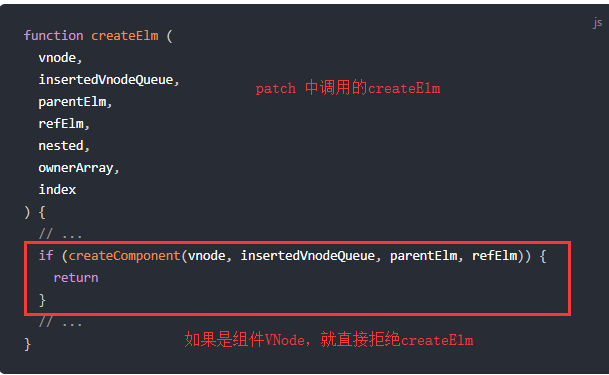 js
function createElm (
vnode,
insertedVnodeQueue,
patch 中调用的createElm
parentElm,
refElm,
nested,
ownerArray,
index
) {
// ...
if (createComponent(vnode, insertedVnodeQueue, parentElm, refElm)) {
return
}
// ...
如果是组件VNode，就直接拒绝createElm
}